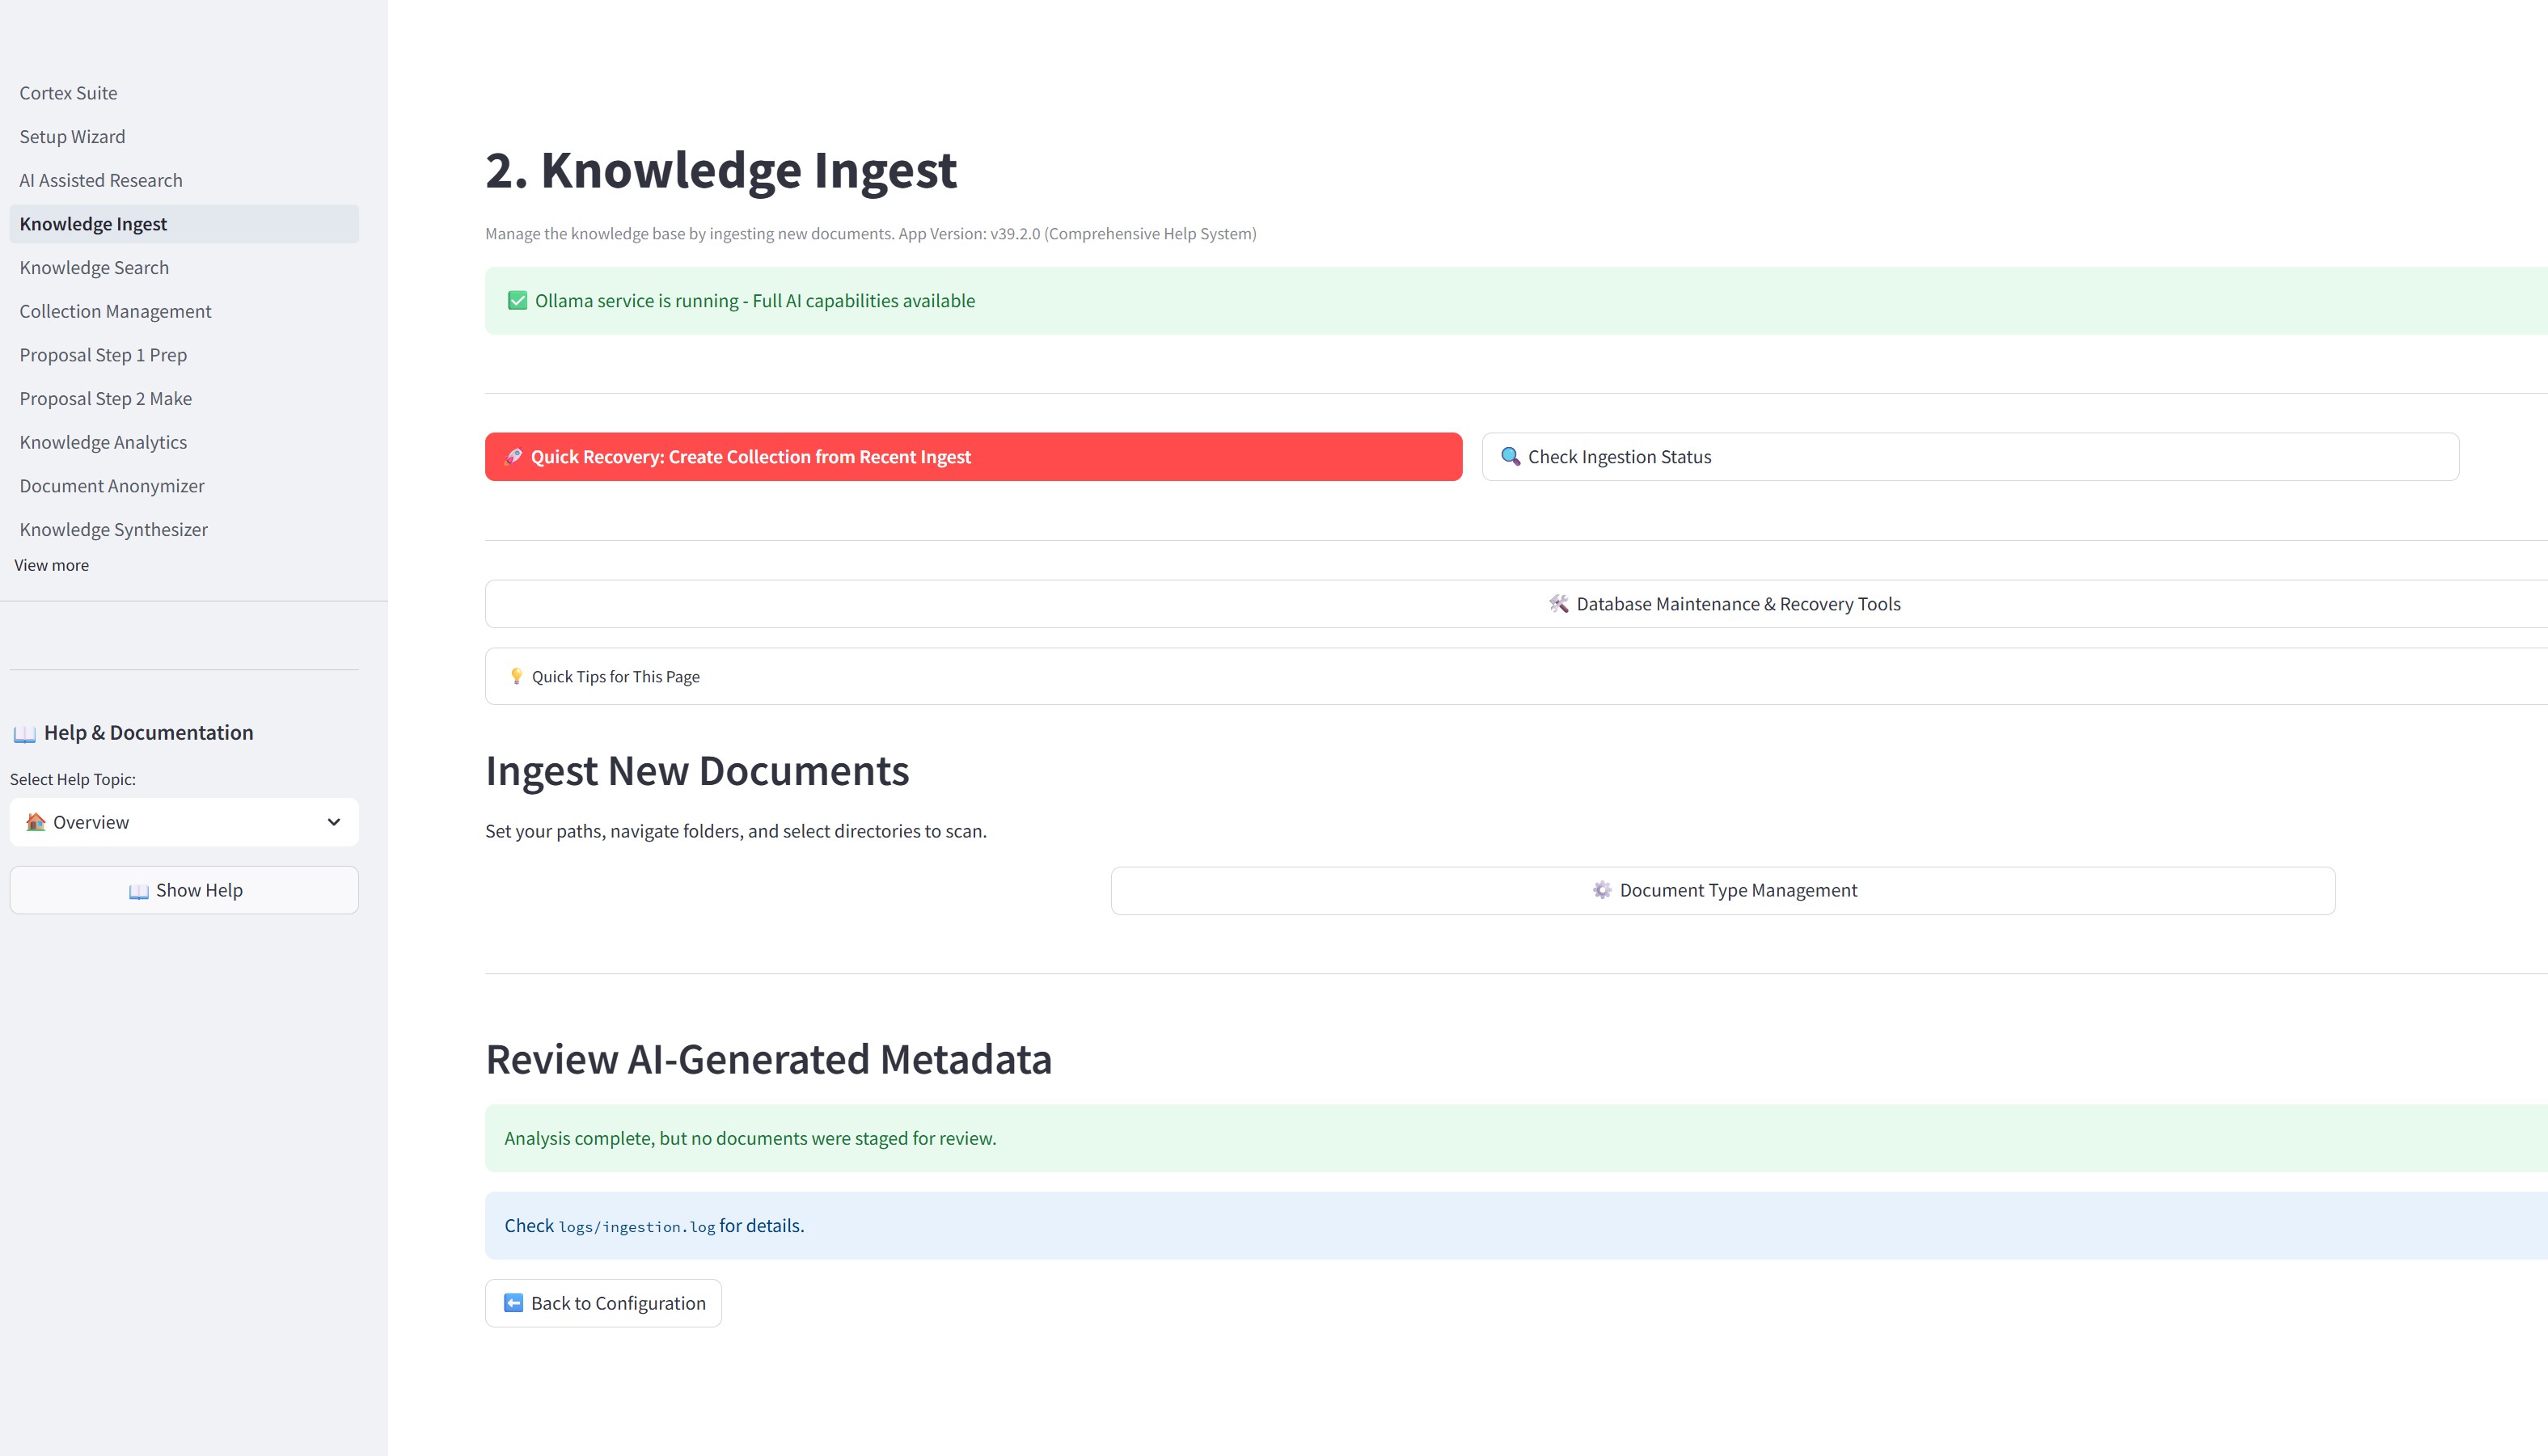 Cortex Suite
Setup Wizard
AI Assisted Research
Knowledge Ingest
Knowledge Search
Collection Management
Proposal Step 1 Prep
Proposal Step 2 Make
Knowledge Analytics
Document Anonymizer
Knowledge Synthesizer
View more
Help & Documentation
Select Help Topic:
Overview
Show Help
2. Knowledge Ingest
Manage the knowledge base by ingesting new documents. App Version: v39.2.0 (Comprehensive Help System)
Ollama service is running - Full AI capabilities available
Quick Recovery: Create Collection from Recent Ingest
Check Ingestion Status
Database Maintenance & Recovery Tools
Quick Tips for This Page
Ingest New Documents
Set your paths, navigate folders, and select directories to scan.
Document Type Management
Review AI-Generated Metadata
Analysis complete, but no documents were staged for review.
Check logs/ingestion.log for details.
Back to Configuration